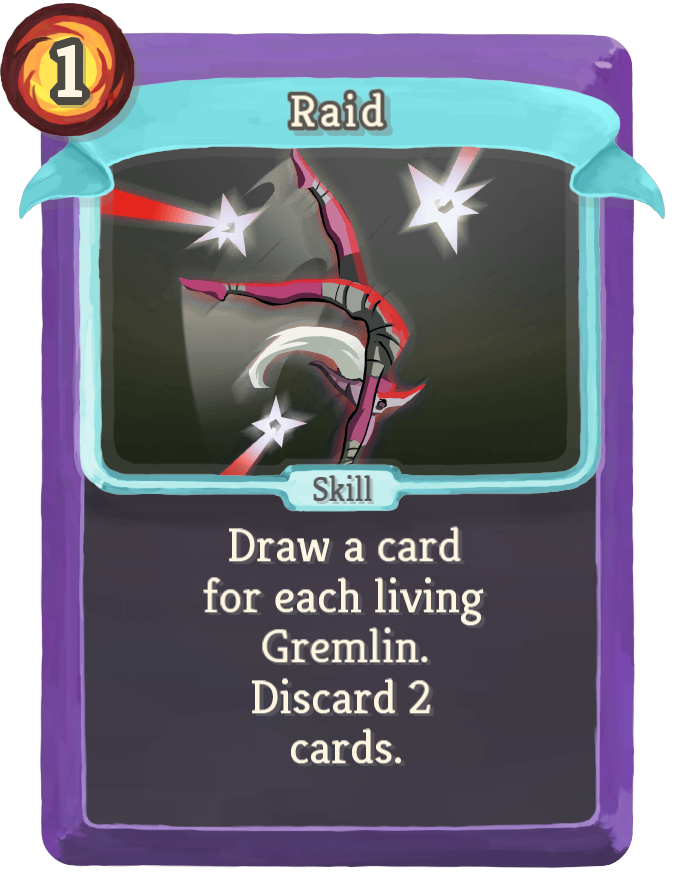 1
Raid
Skill
Draw a card
for each living
Gremlin.
Discard 2
cards.